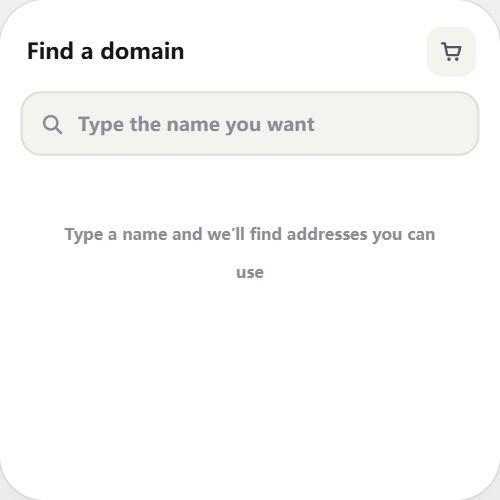 Find a domain
Type the name you want
Type a name and we'll find addresses you can
use